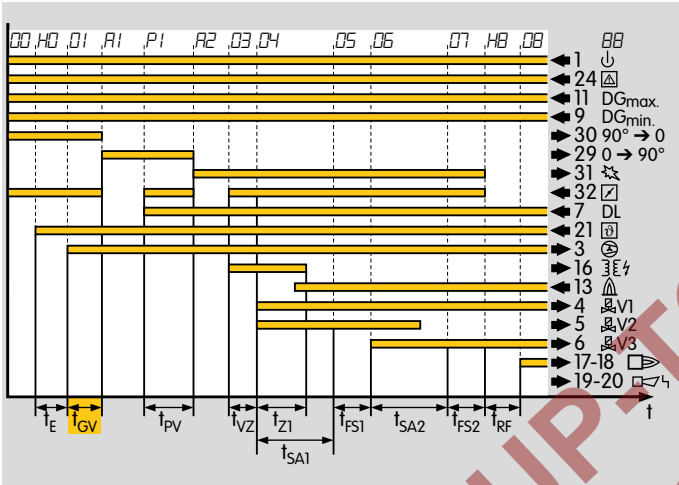 00 H0 01 A1 P1 A2 03 04 05 06 07 H8 08 88
1
24
11 DGmax.
9 DGmin.
30 90° → 0
29 0 → 90°
31
32
7 DL
21 ϑ
3
16
13
4 V1
5 V2
6 V3
17-18
19-20
t
tE tGV tPV tVZ tZ1 tFS1 tSA2 tFS2 tRF
tSA1